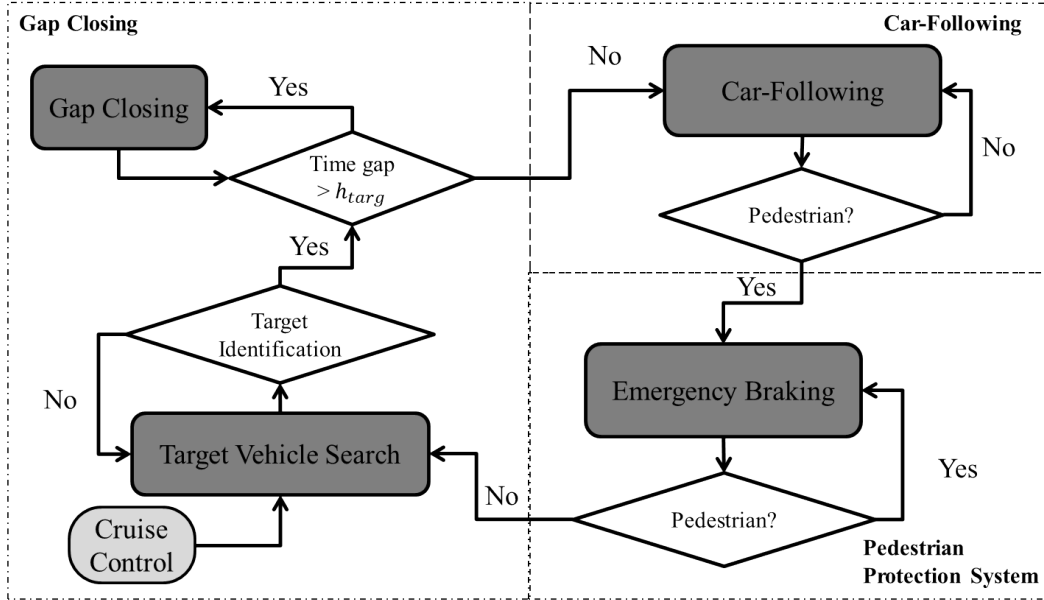 Gap Closing
Car-Following
Yes
No
Gap Closing
Car-Following
Time gap
> h_targ
No
Pedestrian?
Yes
Yes
Target
Identification
Emergency Braking
No
Target Vehicle Search
Yes
No
Pedestrian?
Cruise
Control
Pedestrian
Protection System